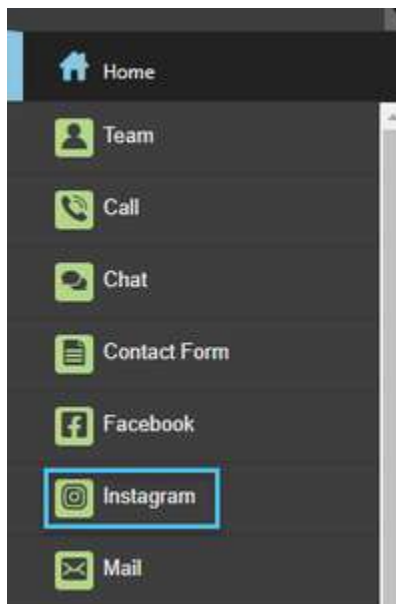 Home
Team
Call
Chat
Contact Form
Facebook
Instagram
Mail